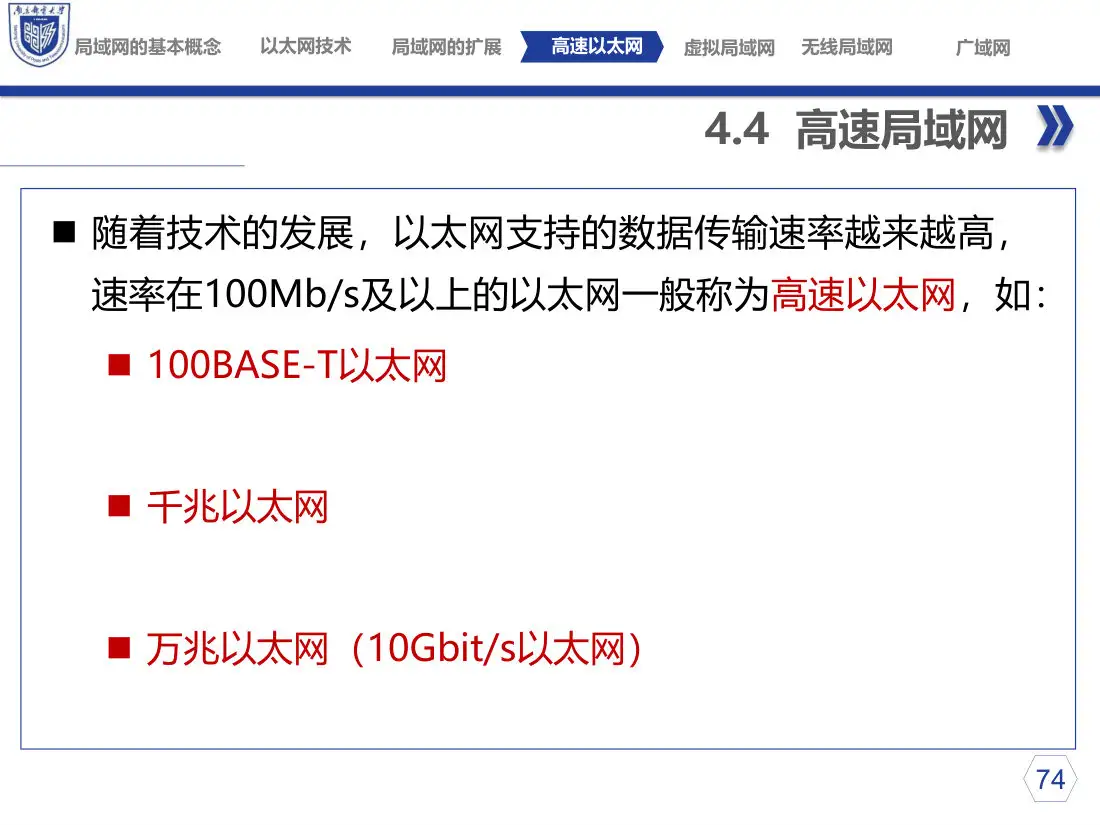 南京邮电大学
局域网的基本概念 以太网技术 局域网的扩展 高速以太网 虚拟局域网 无线局域网 广域网
4.4 高速局域网
随着技术的发展，以太网支持的数据传输速率越来越高，
速率在100Mb/s及以上的以太网一般称为高速以太网，如：
100BASE-T以太网
千兆以太网
万兆以太网（10Gbit/s以太网）
74